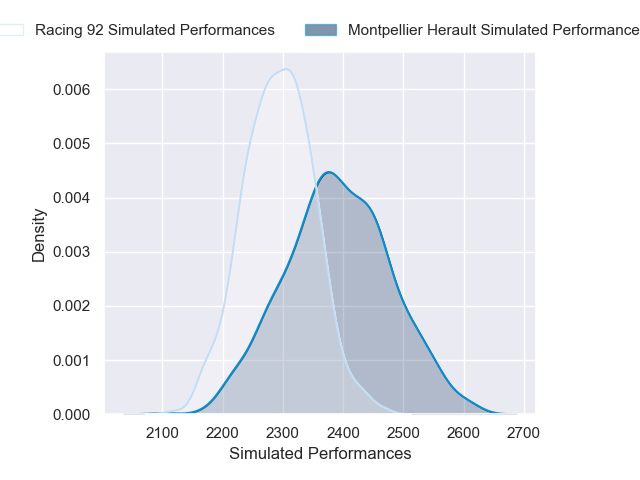 Racing 92 Simulated Performances
Montpellier Herault Simulated Performance
0.006
0.005
0.004
0.003
0.002
0.001
0.000
Density
2100 2200 2300 2400 2500 2600 2700
Simulated Performances